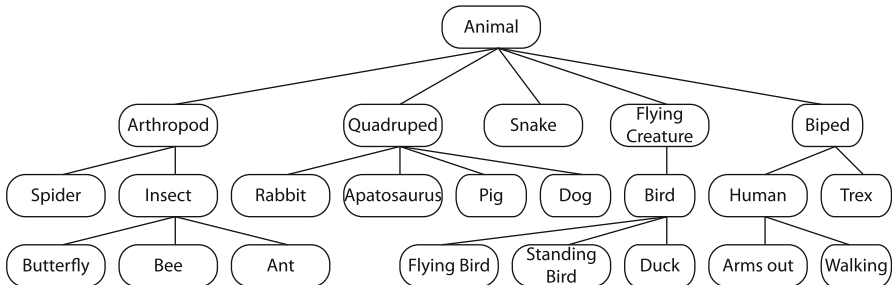 Animal
Arthropod
Quadruped
Snake
Flying
Creature
Biped
Spider
Insect
Rabbit
Apatosaurus
Pig
Dog
Bird
Human
Trex
Butterfly
Bee
Ant
Flying Bird
Standing
Bird
Duck
Arms out
Walking